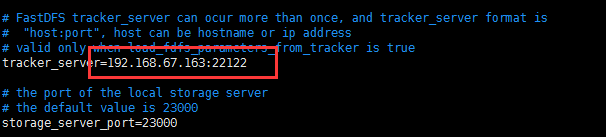 # FastDFS tracker_server can ocur more than once, and tracker_server format is
#  "host:port", host can be hostname or ip address
# valid only when load_fdfs_parameters_from_tracker is true
tracker_server=192.168.67.163:22122
# the port of the local storage server
# the default value is 23000
storage_server_port=23000